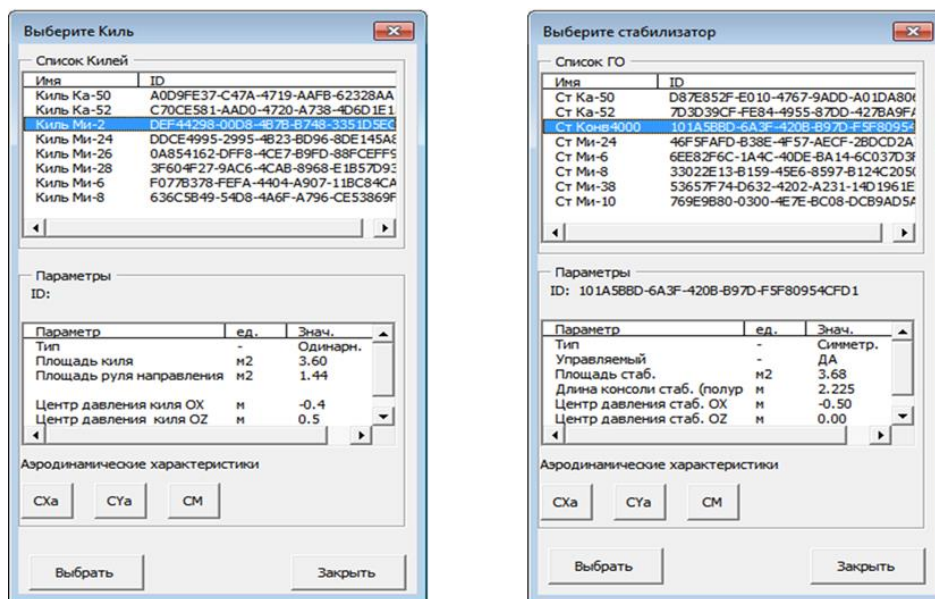 Выберите Киль
Список Килей
Имя ID
Киль Ка-50 A0D9FE37-C47A-4719-AAFB-62328AA
Киль Ка-52 C70CE581-AAD0-4720-A738-4D6D1E1
Киль Ми-2 DEF44298-00D8-4B7B-B748-3351D5EC
Киль Ми-24 DDCE4995-2995-4B23-BD96-8DE145A8
Киль Ми-26 0A854162-DFF8-4CE7-B9FD-88FCEFF9
Киль Ми-28 3F604F27-9AC6-4CAB-8968-E21B57D93
Киль Ми-6 F077B378-FEFA-4404-A907-11BC84CA
Киль Ми-8 636C5B49-54D8-4A6F-A796-CE53869F
Параметры
ID:
Параметр ед. Знач.
Тип - Одинарн.
Площадь киля м2 3.60
Площадь руля направления м2 1.44
Центр давления киля OX м -0.4
Центр давления киля OZ м 0.5
Аэродинамические характеристики
CXa CYa CM
Выбрать Закрыть
Выберите стабилизатор
Список ГО
Имя ID
Ст Ка-50 D87E852F-E010-4767-9ADD-A01DA806
Ст Ка-52 7D3D39CF-FE84-4955-87DD-427BA9FA
Ст Конв4000 101A5BBD-6A3F-420B-B97D-F5F80954
Ст Ми-24 46F5FAFD-B38E-4F57-AECF-2BDCD2A
Ст Ми-6 6EE82F6C-1A4C-40DE-BA14-6C037D3F
Ст Ми-8 33022E13-B159-45E6-8597-B124C2050
Ст Ми-38 53657F74-D632-4202-A231-14D1961E
Ст Ми-10 769E9B80-0300-4E7E-BC08-DCB9AD5A
Параметры
ID: 101A5BBD-6A3F-420B-B97D-F5F80954CFD1
Параметр ед. Знач.
Тип - Симметр.
Управляемый - ДА
Площадь стаб. м2 3.68
Длина консоли стаб. (полур м 2.225
Центр давления стаб. OX м -0.50
Центр давления стаб. OZ м 0.00
Аэродинамические характеристики
CXa CYa CM
Выбрать Закрыть